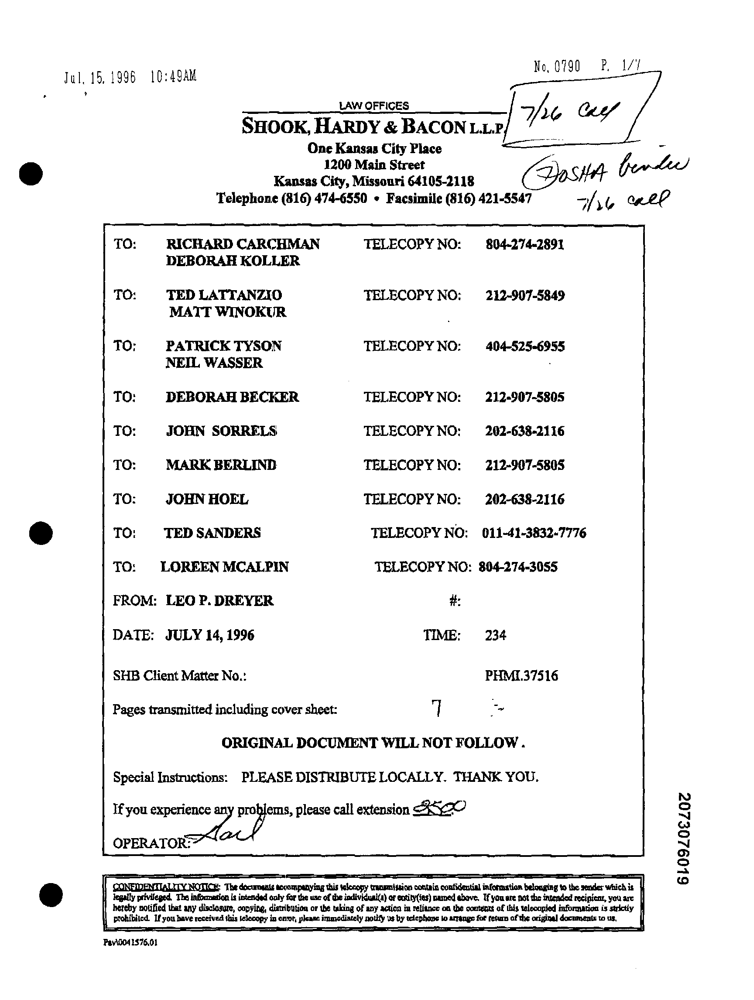 Jul. 15. 1996 10:49AM
No. 0790 P. 1/7
LAW OFFICES
SHOOK, HARDY & BACON L.L.P.
7/26 call
One Kansas City Place
1200 Main Street
Kansas City, Missouri 64105-2118
Telephone (816) 474-6550 • Facsimile (816) 421-5547
OSHA binder
7/26 call
TO: RICHARD CARCHMAN TELECOPY NO: 804-274-2891
DEBORAH KOLLER
TO: TED LATTANZIO TELECOPY NO: 212-907-5849
MATT WINOKUR
TO: PATRICK TYSON TELECOPY NO: 404-525-6955
NEIL WASSER
TO: DEBORAH BECKER TELECOPY NO: 212-907-5805
TO: JOHN SORRELS TELECOPY NO: 202-638-2116
TO: MARK BERLIND TELECOPY NO: 212-907-5805
TO: JOHN HOEL TELECOPY NO: 202-638-2116
TO: TED SANDERS TELECOPY NO: 011-41-3832-7776
TO: LOREEN MCALPIN TELECOPY NO: 804-274-3055
FROM: LEO P. DREYER #:
DATE: JULY 14, 1996 TIME: 234
SHB Client Matter No.: PHMI.37516
Pages transmitted including cover sheet: 7
ORIGINAL DOCUMENT WILL NOT FOLLOW.
Special Instructions: PLEASE DISTRIBUTE LOCALLY. THANK YOU.
If you experience any problems, please call extension
OPERATOR:
CONFIDENTIALITY NOTICE: The documents accompanying this telecopy transmission contain confidential information belonging to the sender which is
legally privileged. The information is intended only for the use of the individual(s) or entity(ies) named above. If you are not the intended recipient, you are
hereby notified that any disclosure, copying, distribution or the taking of any action in reliance on the contents of this telecopied information is strictly
prohibited. If you have received this telecopy in error, please immediately notify us by telephone to arrange for return of the original documents to us.
Pav\0041576.01
2073076019